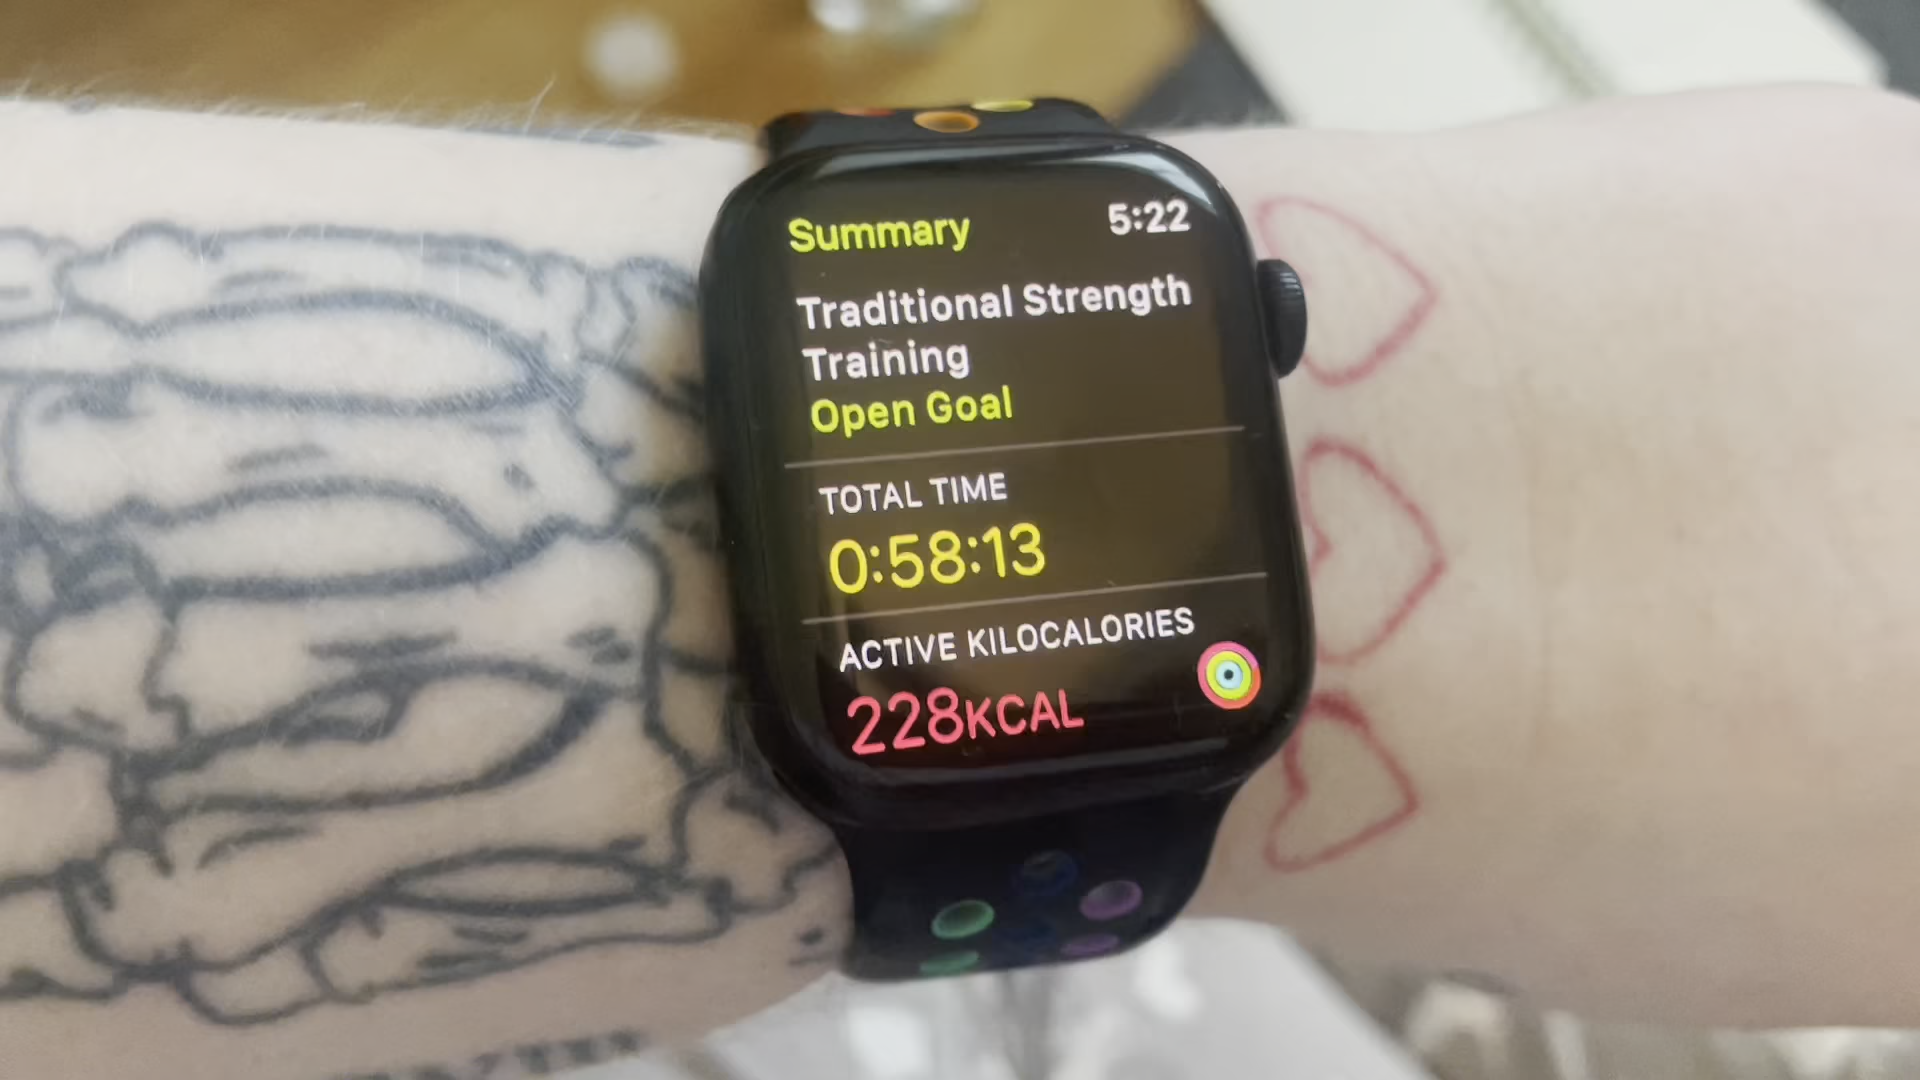 Summary 5:22
Traditional Strength
Training
Open Goal
TOTAL TIME
0:58:13
ACTIVE KILOCALORIES
228KCAL